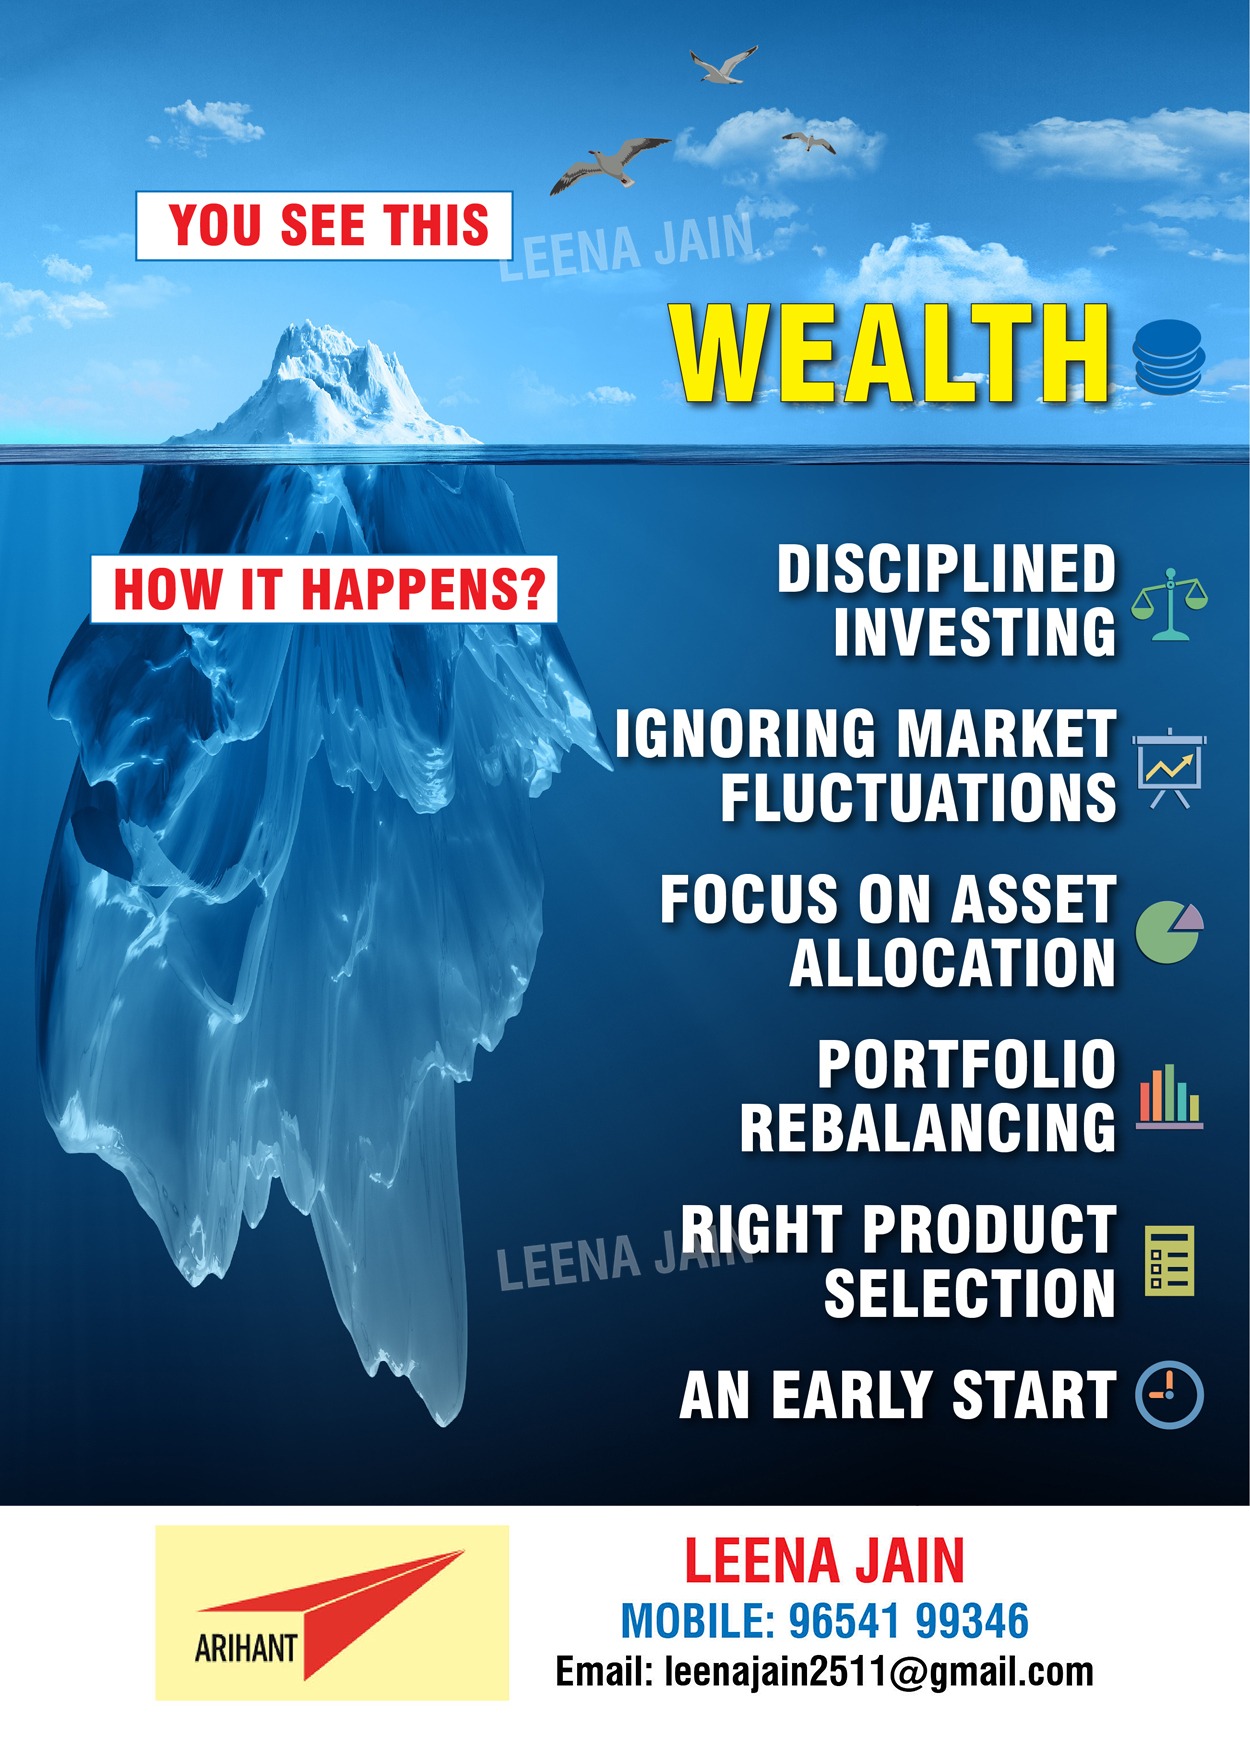 YOU SEE THIS
LEENA JAIN
WEALTH
HOW IT HAPPENS?
DISCIPLINED
INVESTING
IGNORING MARKET
FLUCTUATIONS
FOCUS ON ASSET
ALLOCATION
PORTFOLIO
REBALANCING
RIGHT PRODUCT
SELECTION
LEENA JAIN
AN EARLY START
ARIHANT
LEENA JAIN
MOBILE: 96541 99346
Email: leenajain2511@gmail.com